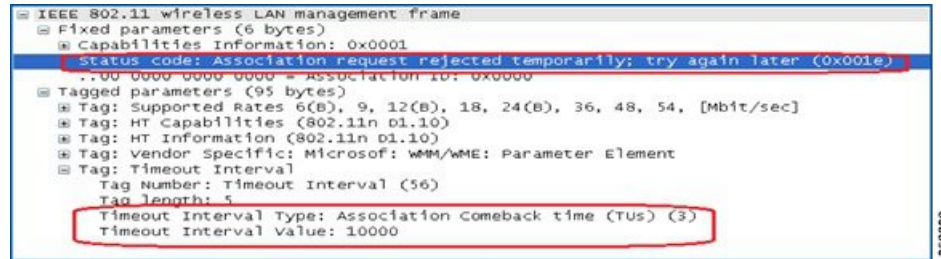 IEEE 802.11 wireless LAN management frame
Fixed parameters (6 bytes)
Capabilities Information: 0x0001
Status code: Association request rejected temporarily; try again later (0x001e)
..00 0000 0000 0000 = Association ID: 0x0000
Tagged parameters (95 bytes)
Tag: Supported Rates 6(B), 9, 12(B), 18, 24(B), 36, 48, 54, [Mbit/sec]
Tag: HT Capabilities (802.11n D1.10)
Tag: HT Information (802.11n D1.10)
Tag: Vendor Specific: Microsof: WMM/WME: Parameter Element
Tag: Timeout Interval
Tag Number: Timeout Interval (56)
Tag length: 5
Timeout Interval Type: Association Comeback time (TUs) (3)
Timeout Interval Value: 10000